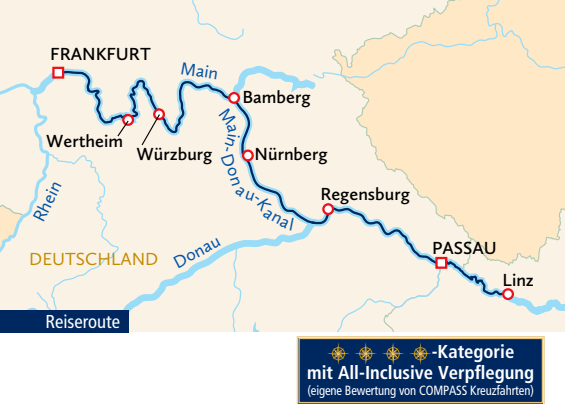 FRANKFURT
Main
Bamberg
Wertheim
Würzburg
Main-Donau-Kanal
Nürnberg
Rhein
Regensburg
DEUTSCHLAND
Donau
PASSAU
Linz
Reiseroute
-Kategorie
mit All-Inclusive Verpflegung
(eigene Bewertung von COMPASS Kreuzfahrten)